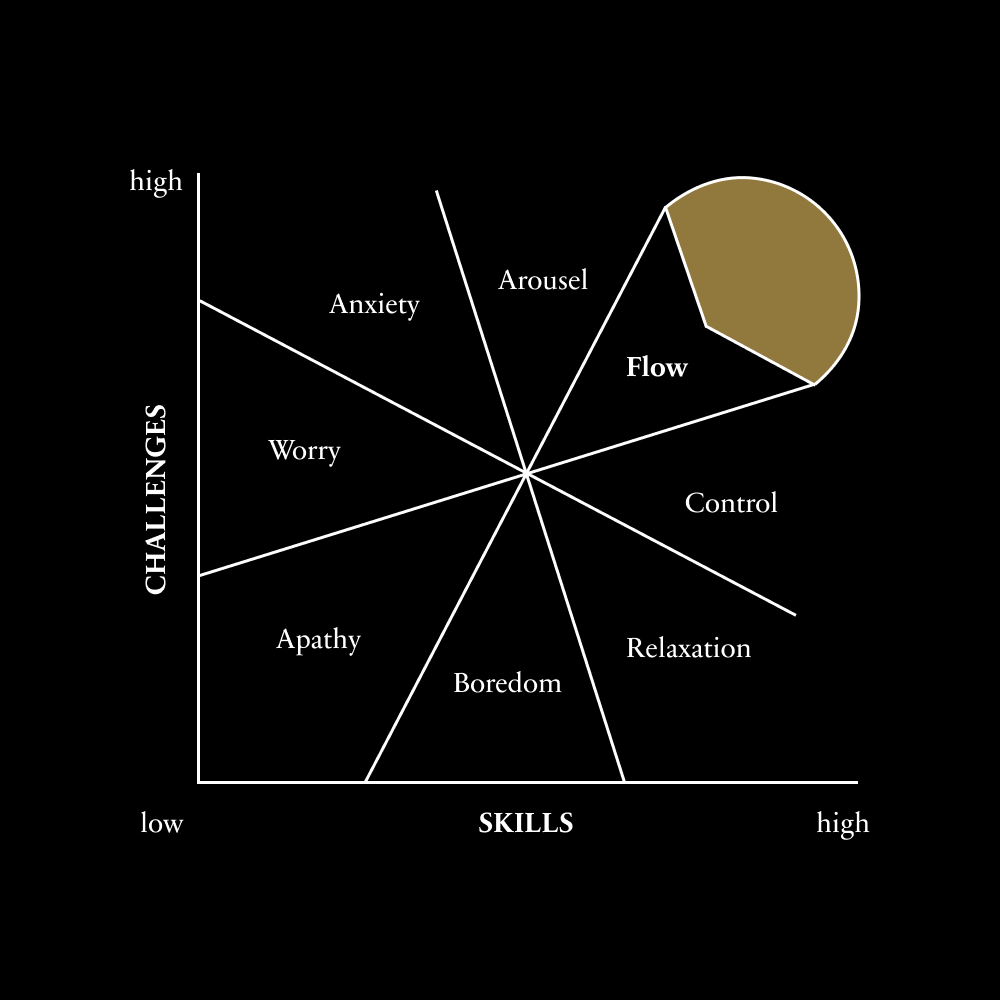 high
Arousel
Anxiety
Flow
Worry
Control
CHALLENGES
Apathy
Relaxation
Boredom
low
SKILLS
high